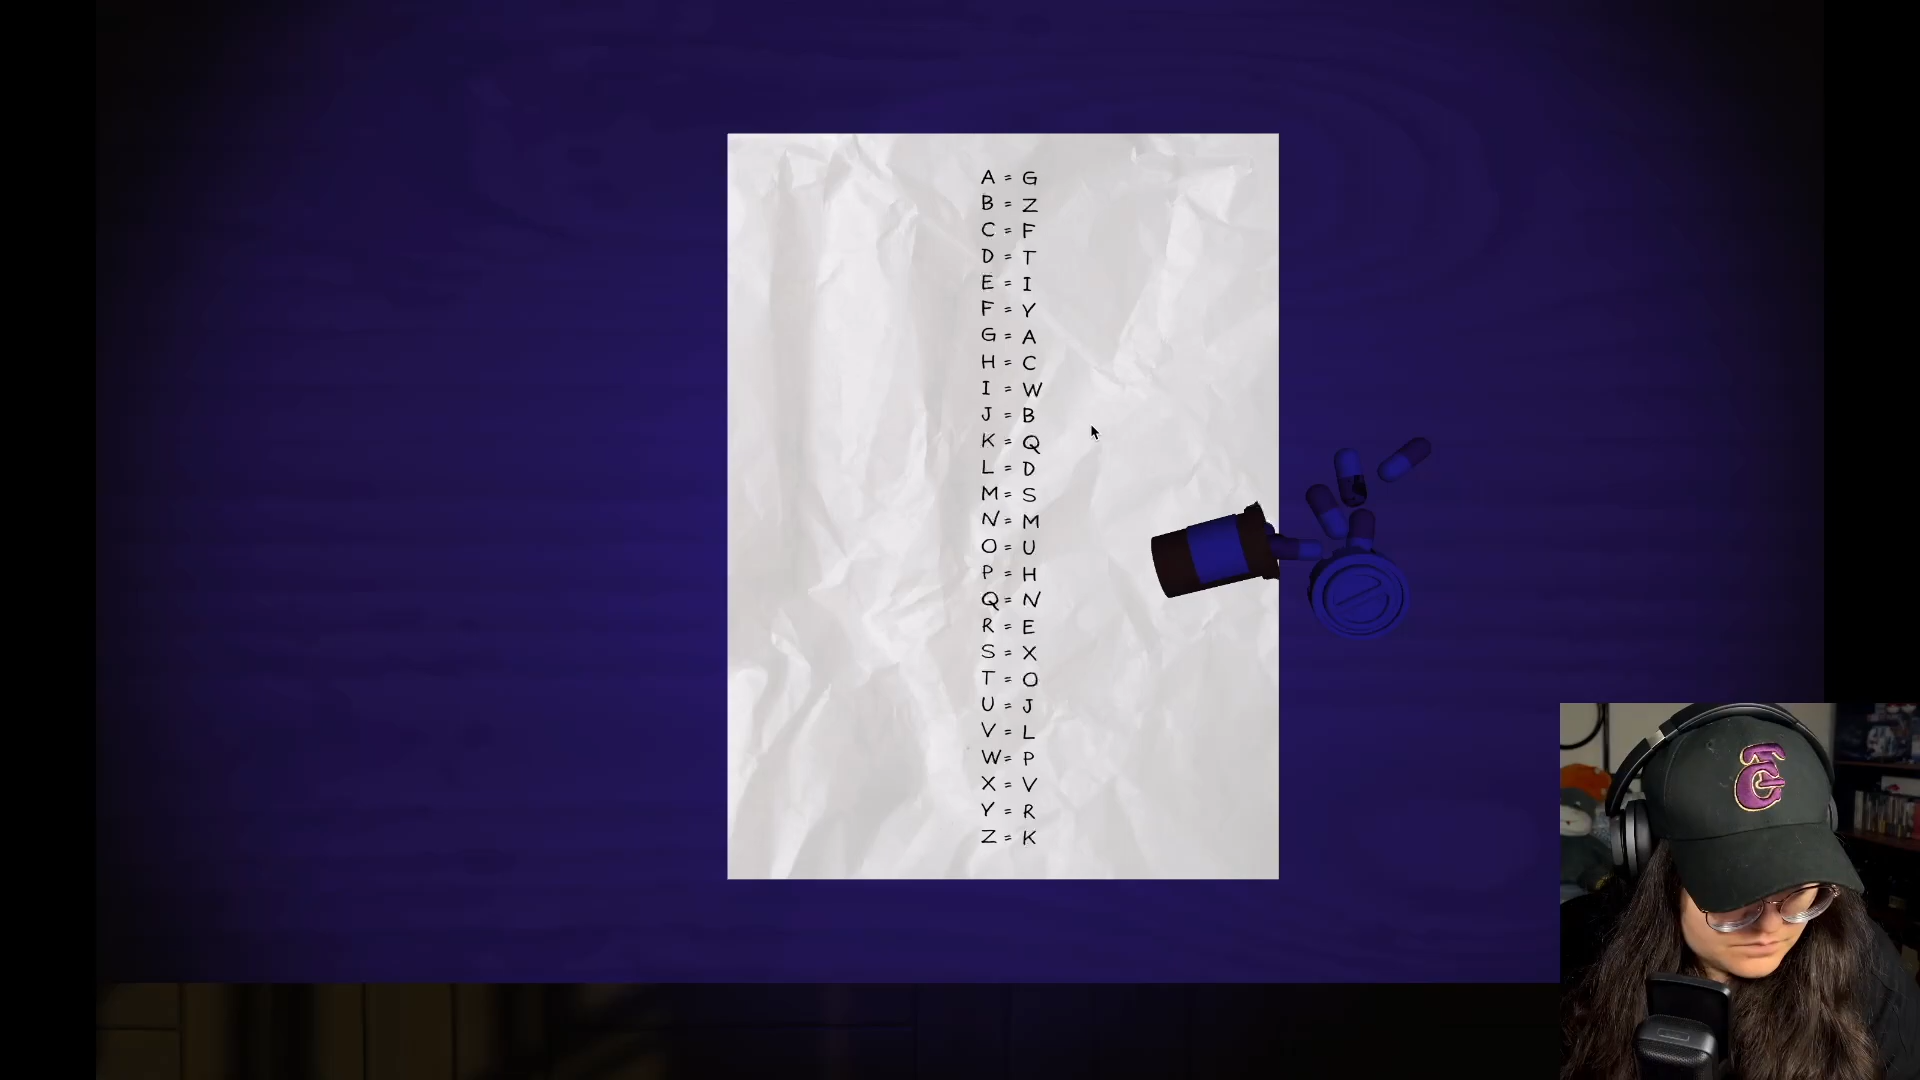 A = G
B = Z
C = F
D = T
E = I
F = Y
G = A
H = C
I = W
J = B
K = Q
L = D
M = S
N = M
O = U
P = H
Q = N
R = E
S = X
T = O
U = J
V = L
W = P
X = V
Y = R
Z = K